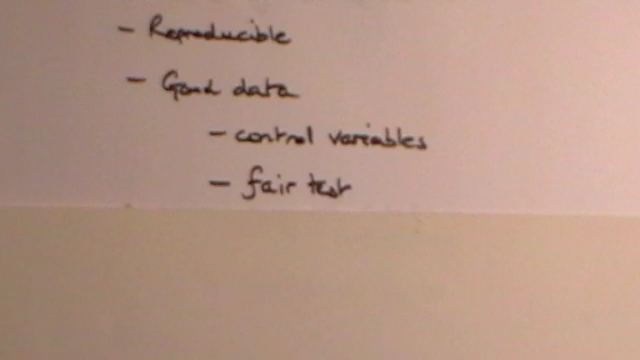 - Reproducible
- Good data
- control variables
- fair test